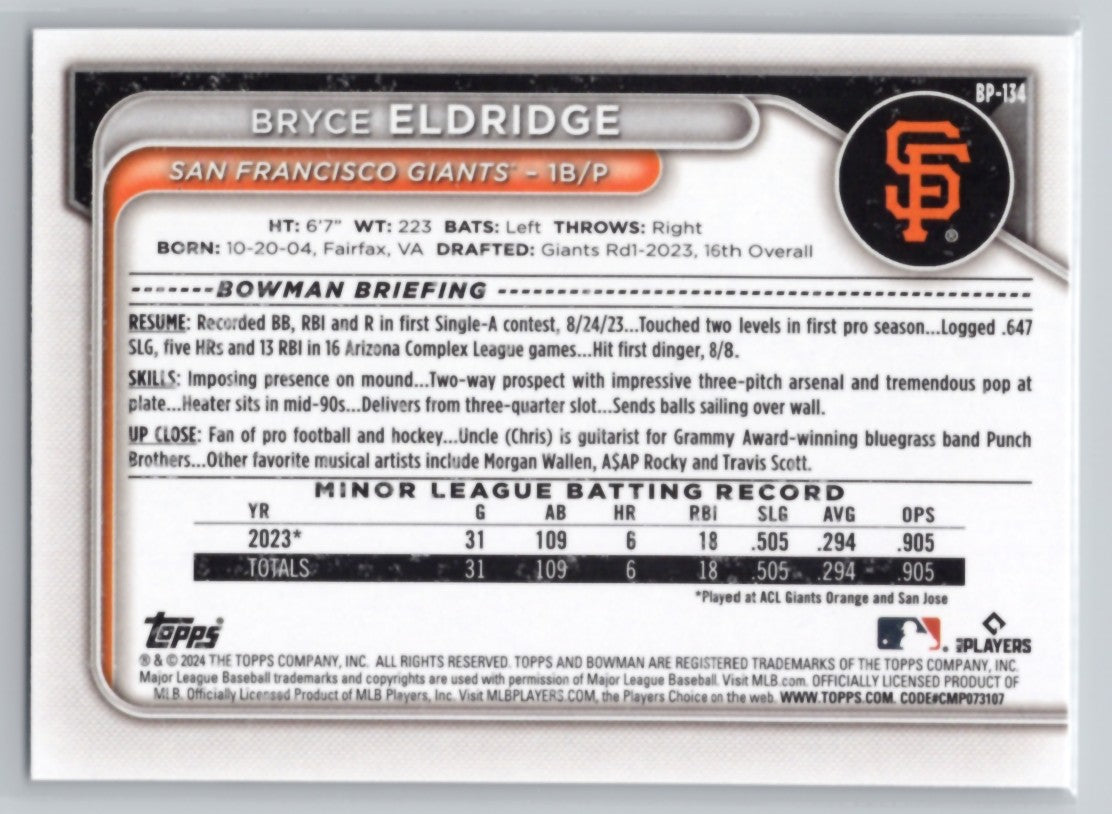 BP-134
BRYCE ELDRIDGE
SAN FRANCISCO GIANTS™ - 1B/P
SF ®
HT: 6'7" WT: 223 BATS: Left THROWS: Right
BORN: 10-20-04, Fairfax, VA DRAFTED: Giants Rd1-2023, 16th Overall
BOWMAN BRIEFING
RESUME: Recorded BB, RBI and R in first Single-A contest, 8/24/23...Touched two levels in first pro season...Logged .647
SLG, five HRs and 13 RBI in 16 Arizona Complex League games...Hit first dinger, 8/8.
SKILLS: Imposing presence on mound...Two-way prospect with impressive three-pitch arsenal and tremendous pop at
plate...Heater sits in mid-90s...Delivers from three-quarter slot...Sends balls sailing over wall.
UP CLOSE: Fan of pro football and hockey...Uncle (Chris) is guitarist for Grammy Award-winning bluegrass band Punch
Brothers...Other favorite musical artists include Morgan Wallen, A$AP Rocky and Travis Scott.
MINOR LEAGUE BATTING RECORD
YR G AB HR RBI SLG AVG OPS
2023* 31 109 6 18 .505 .294 .905
TOTALS 31 109 6 18 .505 .294 .905
*Played at ACL Giants Orange and San Jose
Topps®
MLB PLAYERS
® & © 2024 THE TOPPS COMPANY, INC. ALL RIGHTS RESERVED. TOPPS AND BOWMAN ARE REGISTERED TRADEMARKS OF THE TOPPS COMPANY, INC.
Major League Baseball trademarks and copyrights are used with permission of Major League Baseball. Visit MLB.com. OFFICIALLY LICENSED PRODUCT OF
MLB. Officially Licensed Product of MLB Players, Inc. Visit MLBPLAYERS.COM, the Players Choice on the web. WWW.TOPPS.COM. CODE#CMP073107